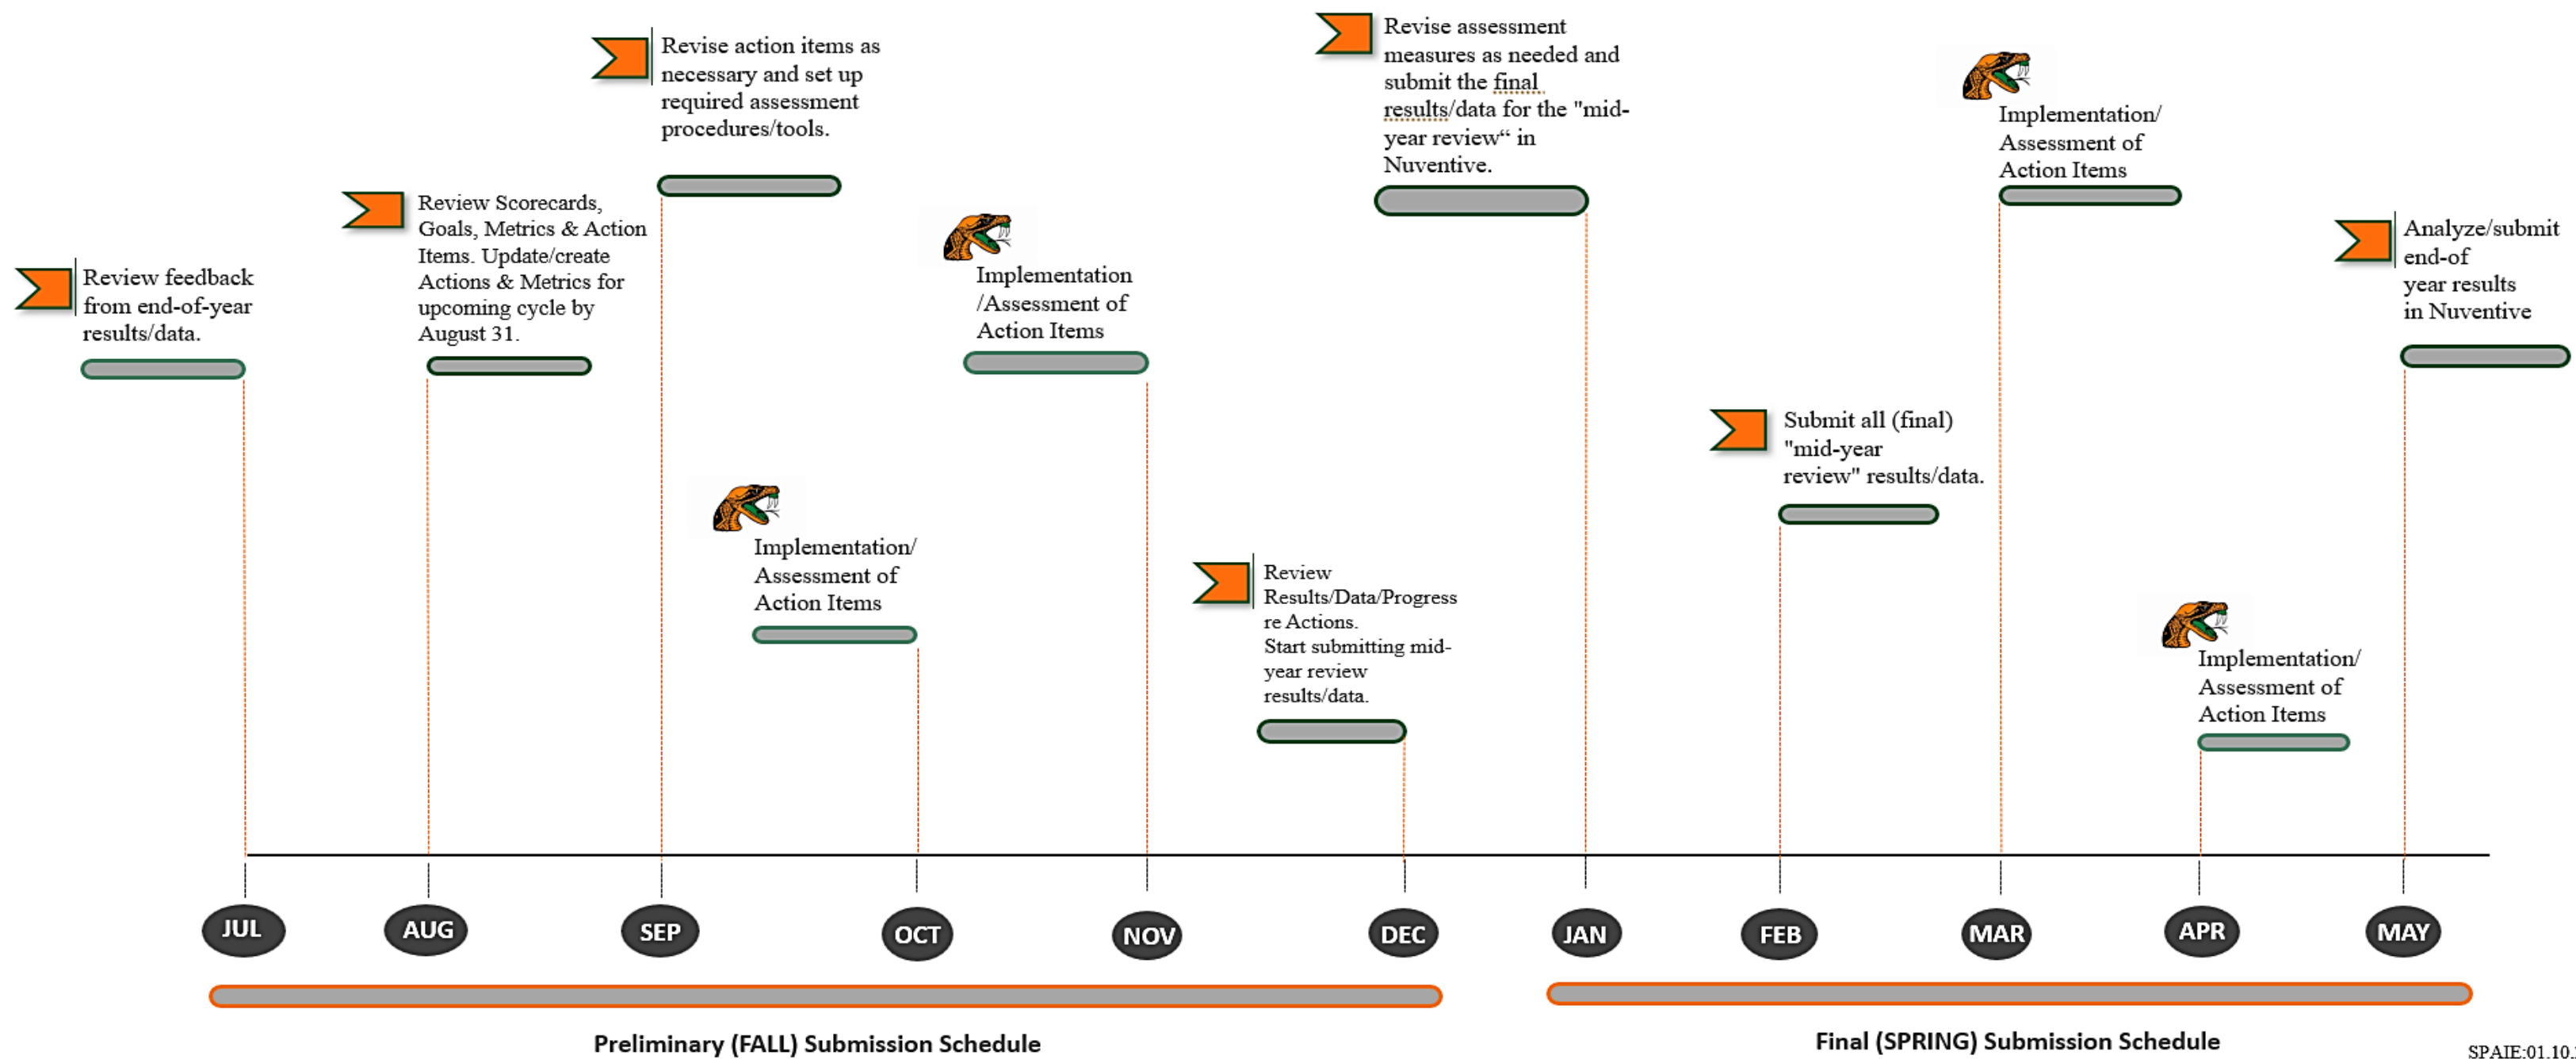 Review feedback
from end-of-year
results/data.
Review Scorecards,
Goals, Metrics & Action
Items. Update/create
Actions & Metrics for
upcoming cycle by
August 31.
Revise action items as
necessary and set up
required assessment
procedures/tools.
Implementation/
Assessment of
Action Items
Implementation
/Assessment of
Action Items
Review
Results/Data/Progress
re Actions.
Start submitting mid-
year review
results/data.
Revise assessment
measures as needed and
submit the final
results/data for the "mid-
year review“ in
Nuventive.
Submit all (final)
"mid-year
review" results/data.
Implementation/
Assessment of
Action Items
Implementation/
Assessment of
Action Items
Analyze/submit
end-of
year results
in Nuventive
JUL
AUG
SEP
OCT
NOV
DEC
JAN
FEB
MAR
APR
MAY
Preliminary (FALL) Submission Schedule
Final (SPRING) Submission Schedule
SPAIE:01.10